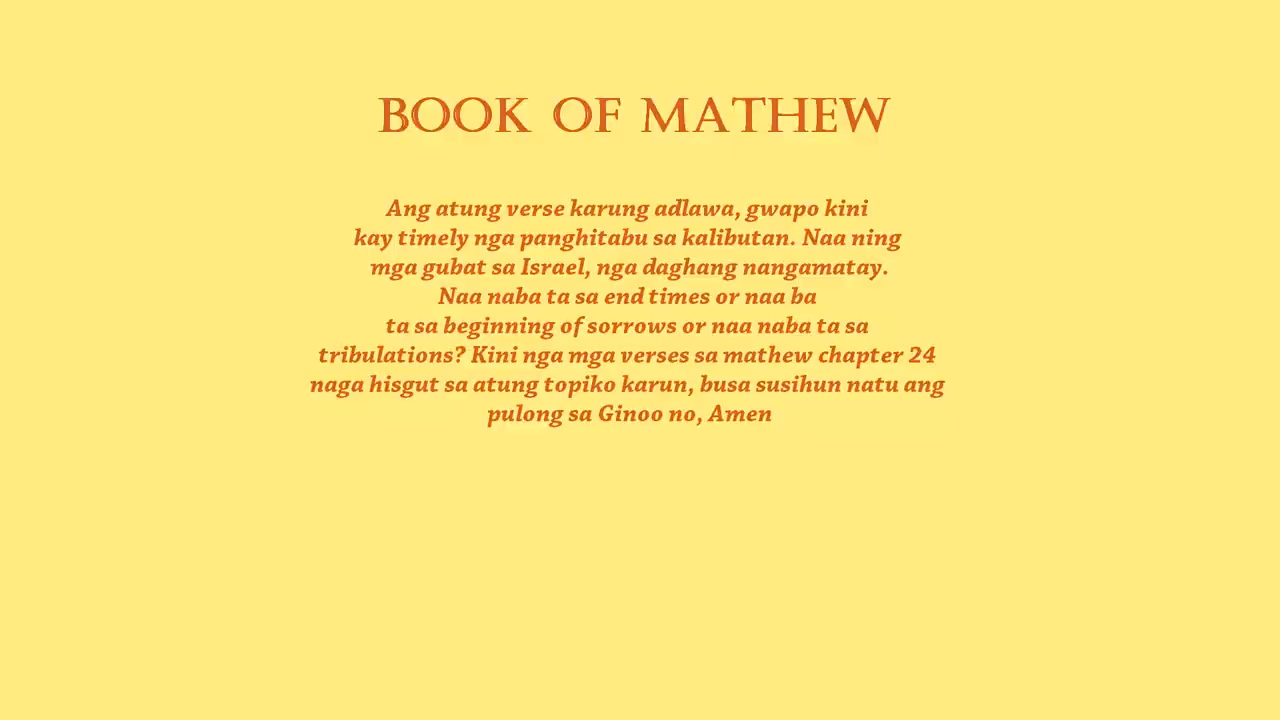 BOOK OF MATHEW
Ang atung verse karung adlawa, gwapo kini
kay timely nga panghitabu sa kalibutan. Naa ning
mga gubat sa Israel, nga daghang nangamatay.
Naa naba ta sa end times or naa ba
ta sa beginning of sorrows or naa naba ta sa
tribulations? Kini nga mga verses sa mathew chapter 24
naga hisgut sa atung topiko karun, busa susihun natu ang
pulong sa Ginoo no, Amen